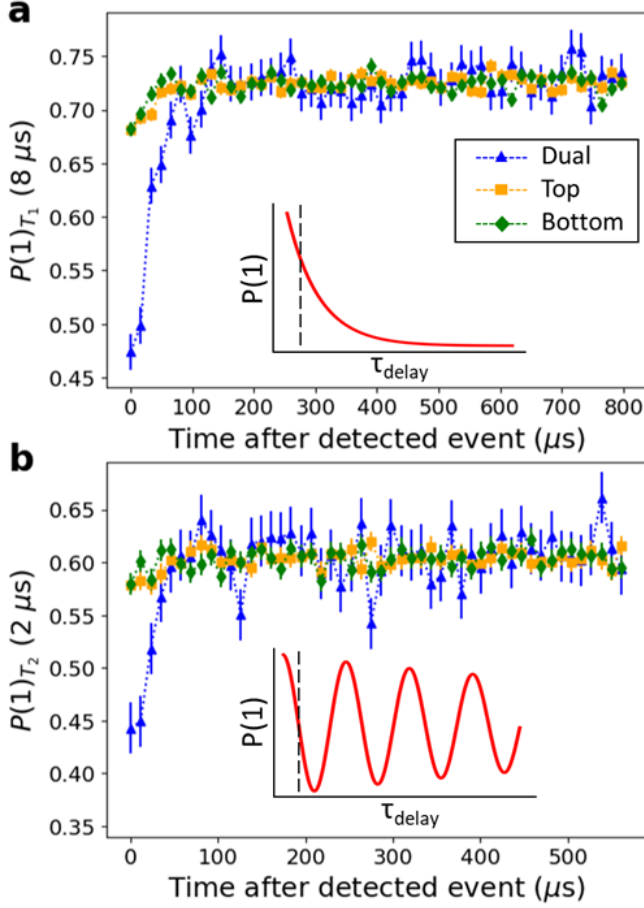 a
0.75
0.70
0.65
0.60
0.55
0.50
0.45
P(1)T₁ (8 μs)
Dual
Top
Bottom
P(1)
τdelay
0 100 200 300 400 500 600 700 800
Time after detected event (μs)
b
0.65
0.60
0.55
0.50
0.45
0.40
0.35
P(1)T₂ (2 μs)
P(1)
τdelay
0 100 200 300 400 500
Time after detected event (μs)